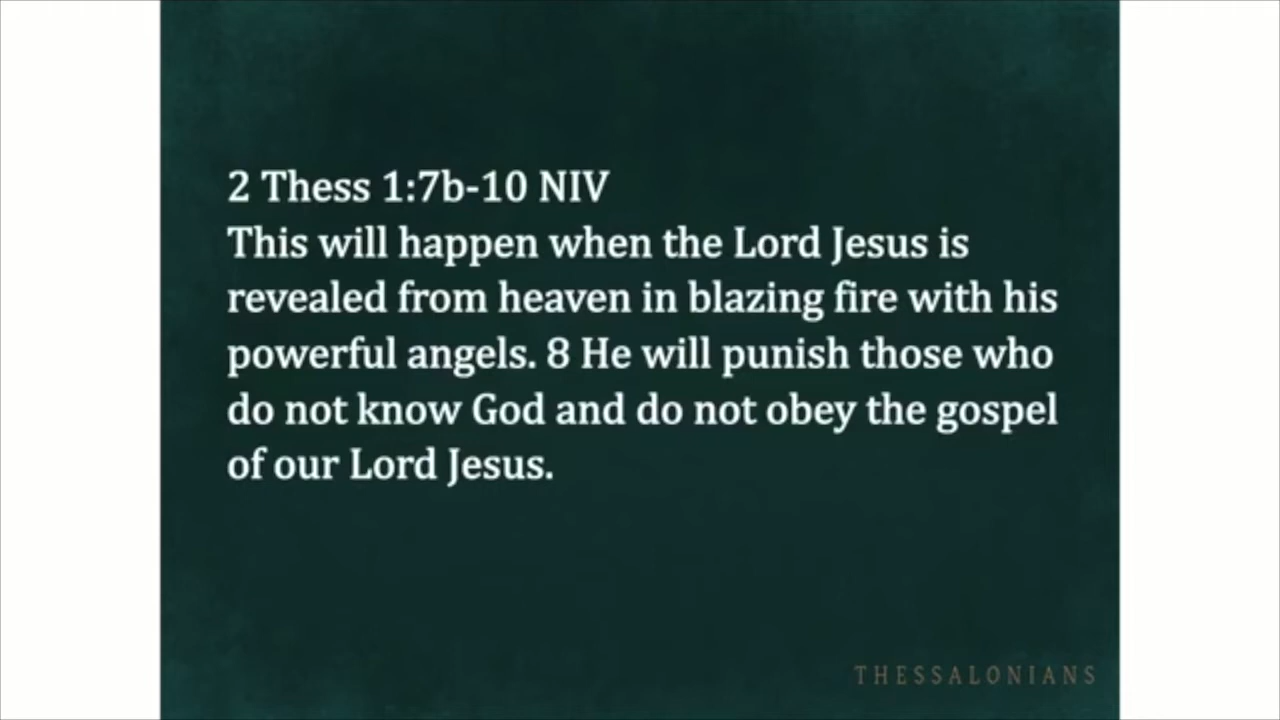 2 Thess 1:7b-10 NIV
This will happen when the Lord Jesus is
revealed from heaven in blazing fire with his
powerful angels. 8 He will punish those who
do not know God and do not obey the gospel
of our Lord Jesus.
THESSALONIANS